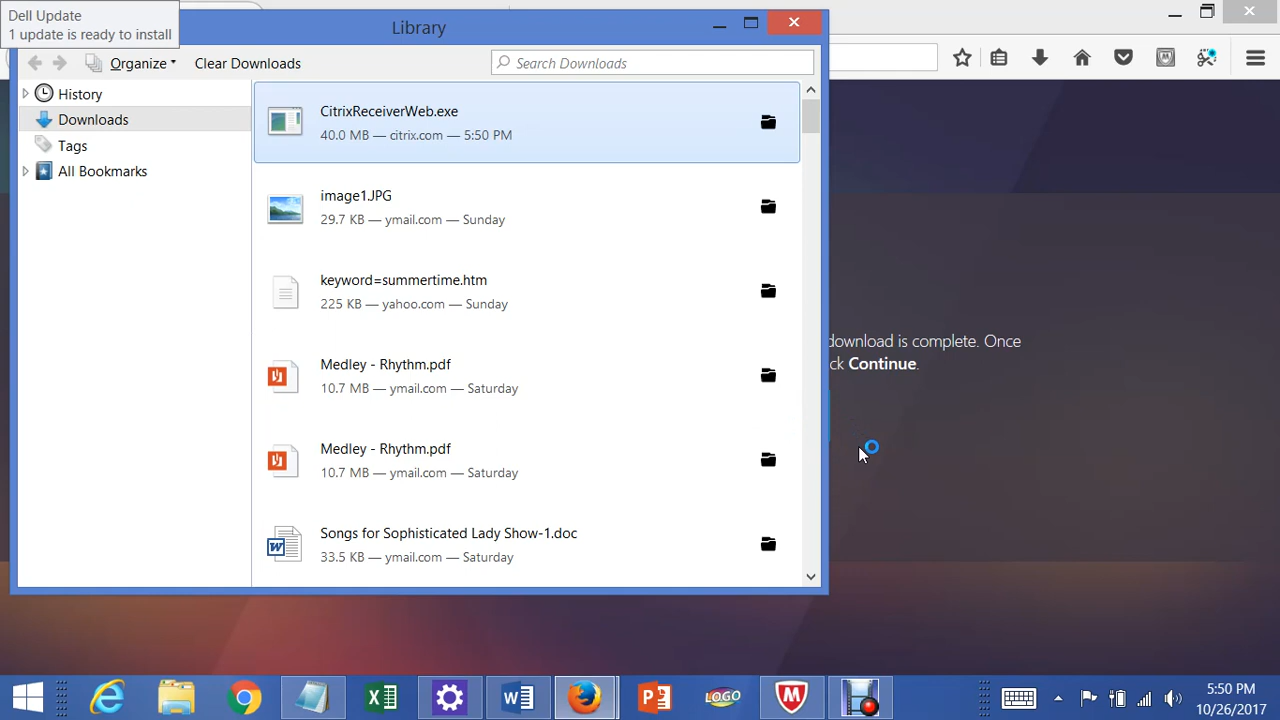 Dell Update
1 update is ready to install
Library
Organize
Clear Downloads
Search Downloads
History
Downloads
Tags
All Bookmarks
CitrixReceiverWeb.exe
40.0 MB — citrix.com — 5:50 PM
image1.JPG
29.7 KB — ymail.com — Sunday
keyword=summertime.htm
225 KB — yahoo.com — Sunday
Medley - Rhythm.pdf
10.7 MB — ymail.com — Saturday
Medley - Rhythm.pdf
10.7 MB — ymail.com — Saturday
Songs for Sophisticated Lady Show-1.doc
33.5 KB — ymail.com — Saturday
download is complete. Once
ck Continue.
LOGO
5:50 PM
10/26/2017